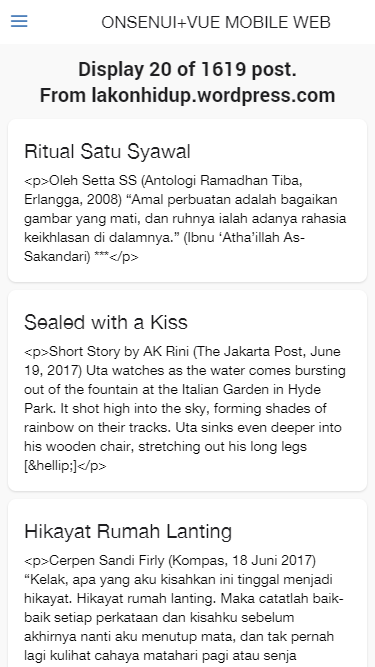 ONSENUI+VUE MOBILE WEB
Display 20 of 1619 post.
From lakonhidup.wordpress.com
Ritual Satu Syawal
<p>Oleh Setta SS (Antologi Ramadhan Tiba,
Erlangga, 2008) “Amal perbuatan adalah bagaikan
gambar yang mati, dan ruhnya ialah adanya rahasia
keikhlasan di dalamnya.” (Ibnu ‘Atha’illah As-
Sakandari) ***</p>
Sealed with a Kiss
<p>Short Story by AK Rini (The Jakarta Post, June
19, 2017) Uta watches as the water comes bursting
out of the fountain at the Italian Garden in Hyde
Park. It shot high into the sky, forming shades of
rainbow on their tracks. Uta sinks even deeper into
his wooden chair, stretching out his long legs
[&hellip;]</p>
Hikayat Rumah Lanting
<p>Cerpen Sandi Firly (Kompas, 18 Juni 2017)
“Kelak, apa yang aku kisahkan ini tinggal menjadi
hikayat. Hikayat rumah lanting. Maka catatlah baik-
baik setiap perkataan dan kisahku sebelum
akhirnya nanti aku menutup mata, dan tak pernah
lagi kulihat cahaya matahari pagi atau senja